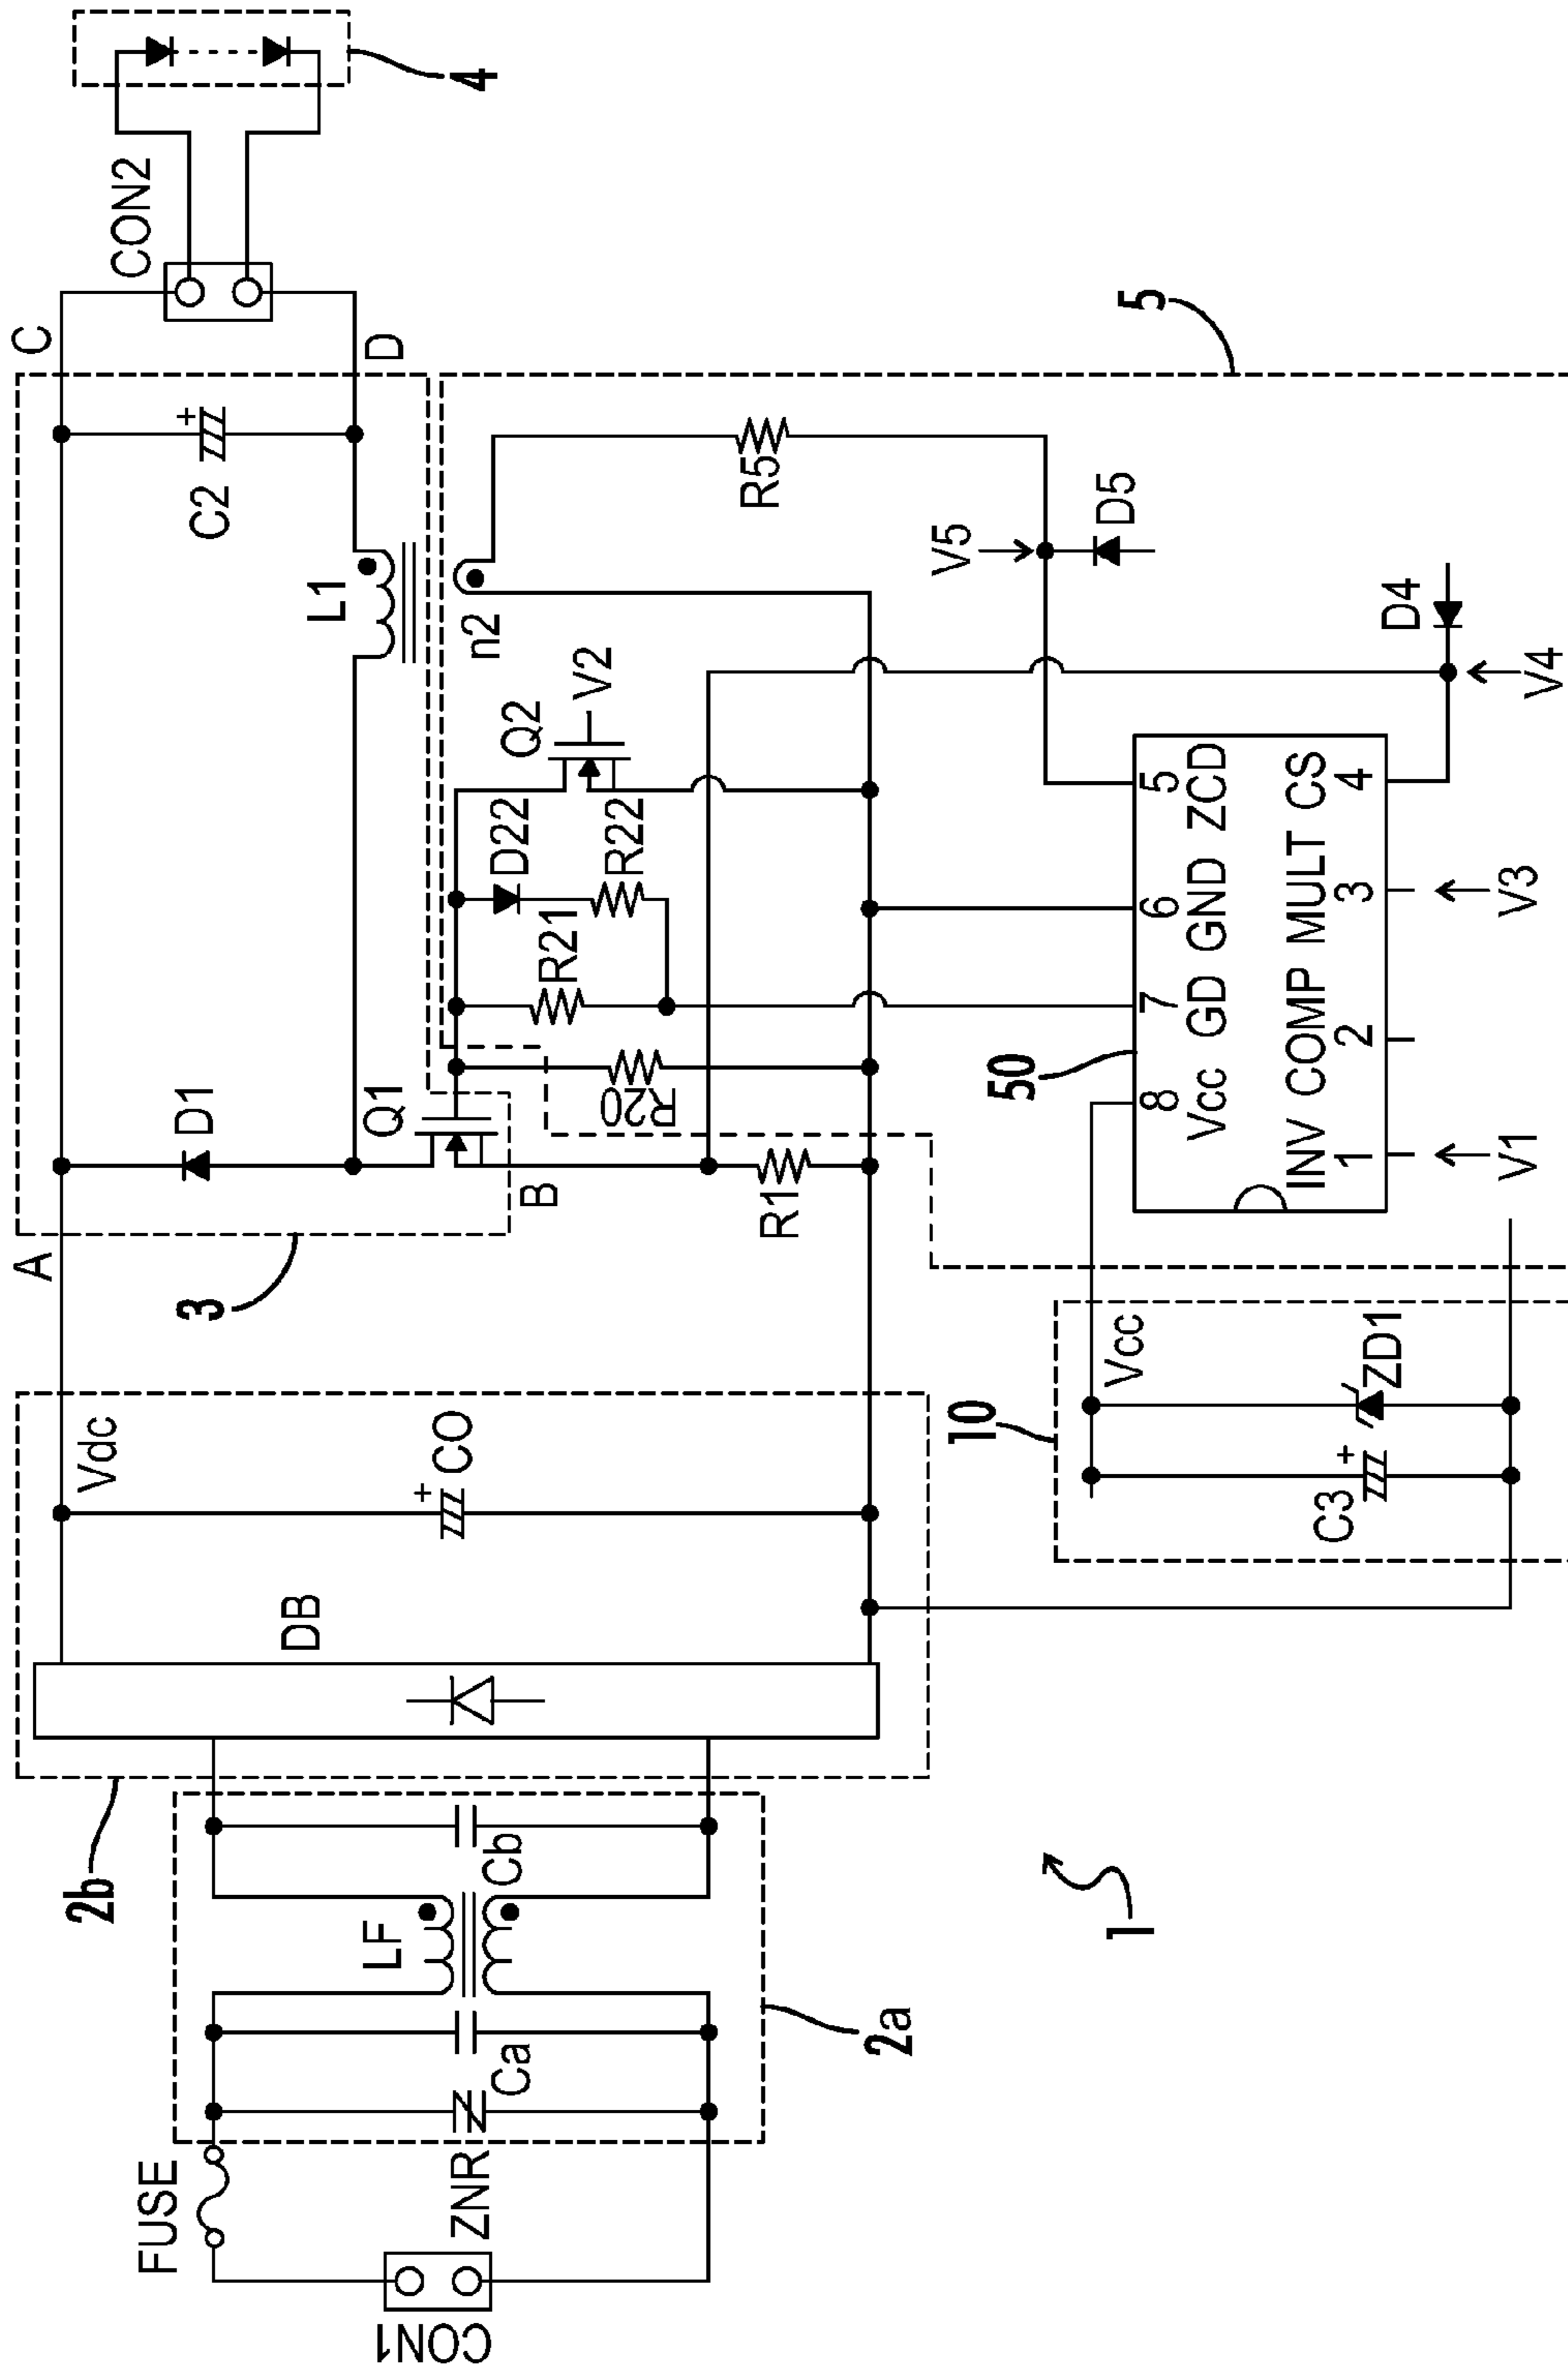 FUSE
CON1
ZNR
Ca
LF
Cb
2a
2b
DB
Vdc
CO
+
1
A
3
D1
Q1
B
R1
R20
R21
D22
R22
Q2
V2
L1
n2
C2
+
C
D
CON2
4
R5
V5
D5
D4
V4
5
50
8 7 6 5
Vcc GD GND ZCD
INV COMP MULT CS
1 2 3 4
V1
V3
10
Vcc
C3
+
ZD1